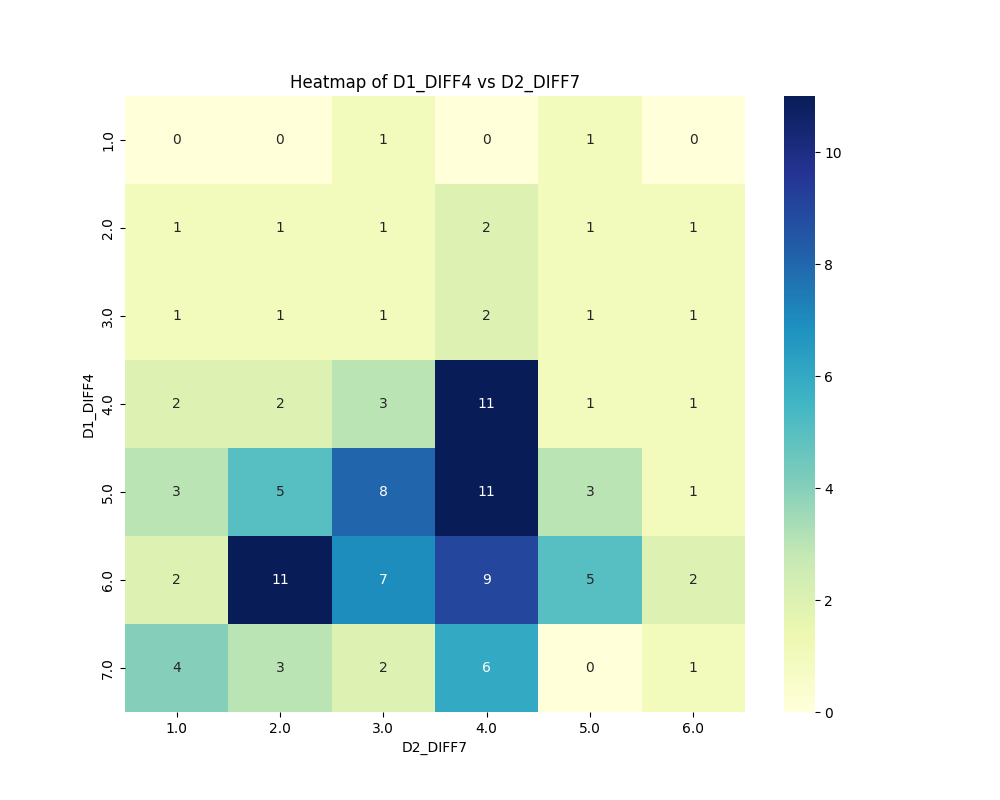 Heatmap of D1_DIFF4 vs D2_DIFF7
1.0 0 0 1 0 1 0
2.0 1 1 1 2 1 1
3.0 1 1 1 2 1 1
4.0 2 2 3 11 1 1
5.0 3 5 8 11 3 1
6.0 2 11 7 9 5 2
7.0 4 3 2 6 0 1
1.0 2.0 3.0 4.0 5.0 6.0
D2_DIFF7
D1_DIFF4
10
8
6
4
2
0